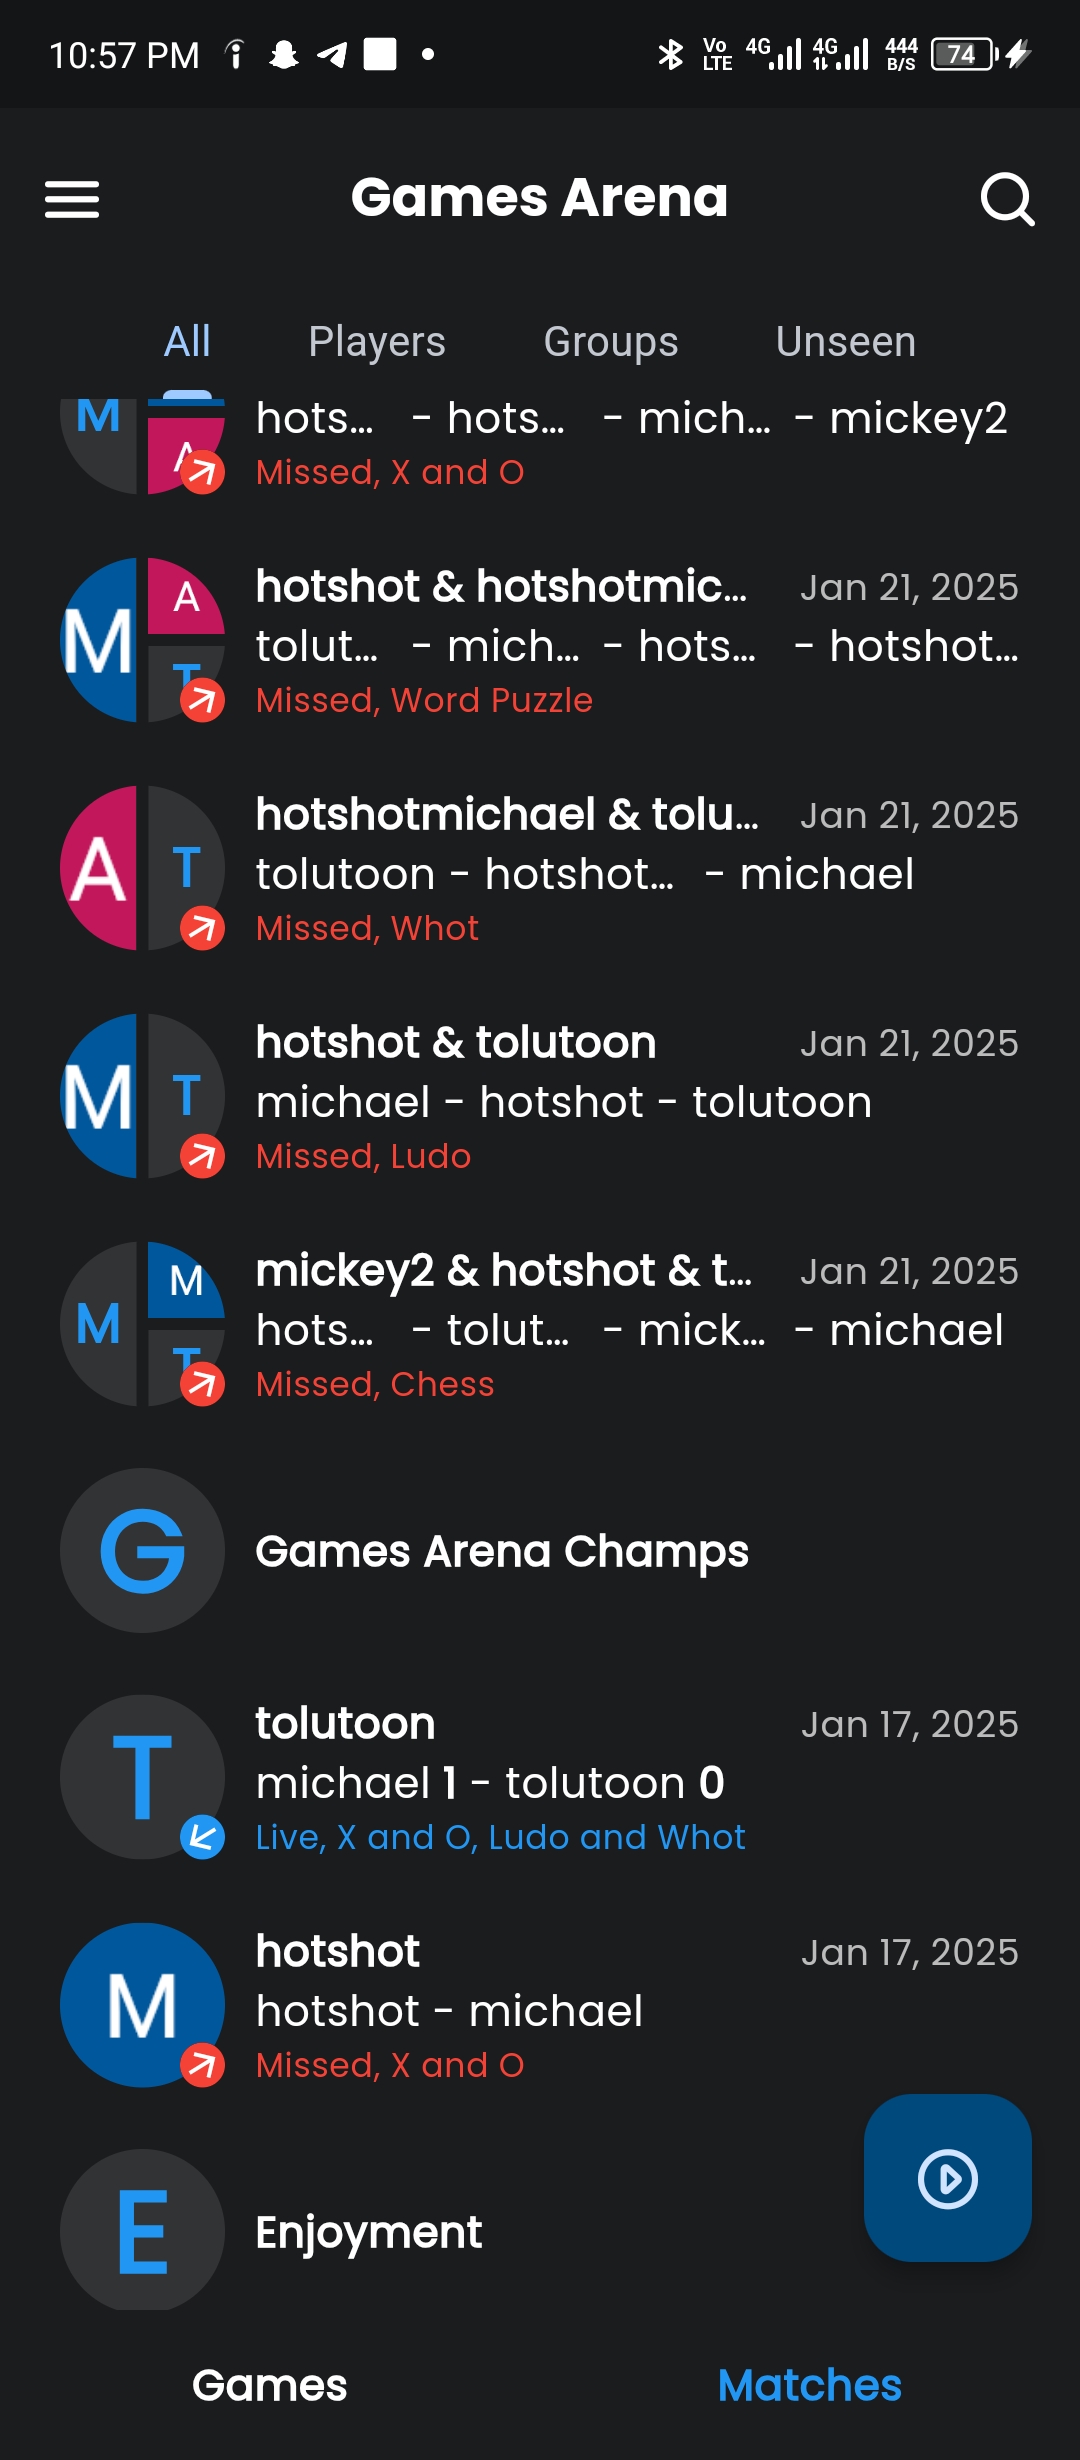 10:57 PM
Vo
LTE
4G
4G
444
B/S
74
Games Arena
All
Players
Groups
Unseen
M
A
hots... - hots... - mich... - mickey2
Missed, X and O
M
A
T
hotshot & hotshotmic...
Jan 21, 2025
tolut... - mich... - hots... - hotshot...
Missed, Word Puzzle
A
T
hotshotmichael & tolu...
Jan 21, 2025
tolutoon - hotshot... - michael
Missed, Whot
M
T
hotshot & tolutoon
Jan 21, 2025
michael - hotshot - tolutoon
Missed, Ludo
M
M
T
mickey2 & hotshot & t...
Jan 21, 2025
hots... - tolut... - mick... - michael
Missed, Chess
G
Games Arena Champs
T
tolutoon
Jan 17, 2025
michael 1 - tolutoon 0
Live, X and O, Ludo and Whot
M
hotshot
Jan 17, 2025
hotshot - michael
Missed, X and O
E
Enjoyment
Games
Matches